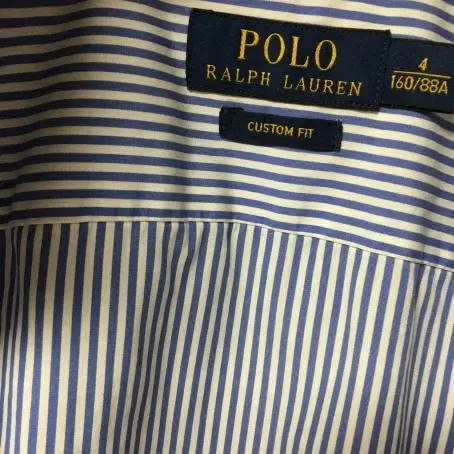 POLO
RALPH LAUREN
4
160/88A
CUSTOM FIT